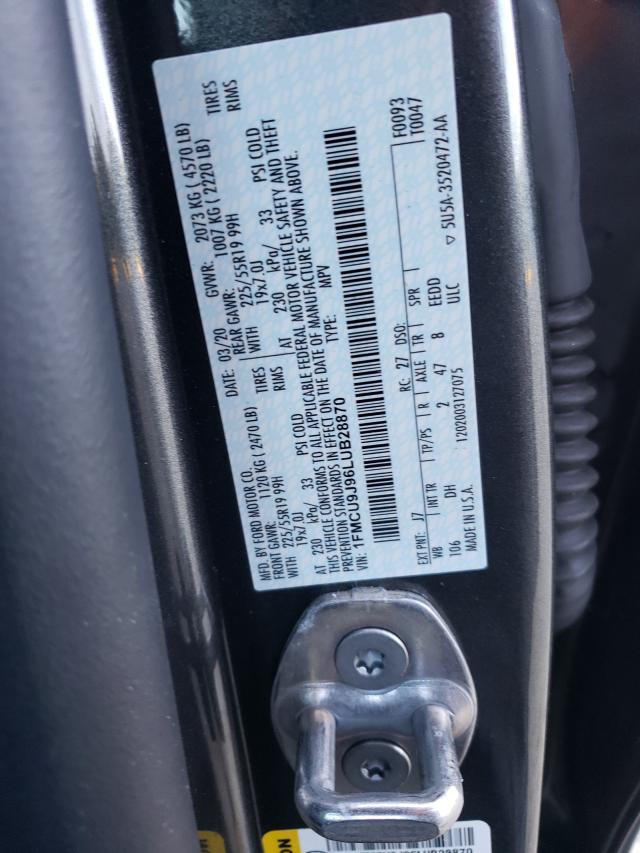 MFD. BY FORD MOTOR CO.
DATE: 03/20 GVWR: 2073 KG ( 4570 LB)
FRONT GAWR: 1120 KG ( 2470 LB) REAR GAWR: 1007 KG ( 2220 LB)
WITH 225/55R19 99H TIRES WITH 225/55R19 99H TIRES
19x7.0J RIMS 19x7.0J RIMS
AT 230 kPa/ 33 PSI COLD AT 230 kPa/ 33 PSI COLD
THIS VEHICLE CONFORMS TO ALL APPLICABLE FEDERAL MOTOR VEHICLE SAFETY AND THEFT
PREVENTION STANDARDS IN EFFECT ON THE DATE OF MANUFACTURE SHOWN ABOVE.
VIN: 1FMCU9J96LUB28870 TYPE: MPV
F0093
T0047
EXT PNT: J7 RC: 27 DSO:
WB INT TR TP/PS R AXLE TR SPR
106 DH 2 47 8 EEDD
MADE IN U.S.A. 120200312 7075 ULC
5U5A-3520472-AA